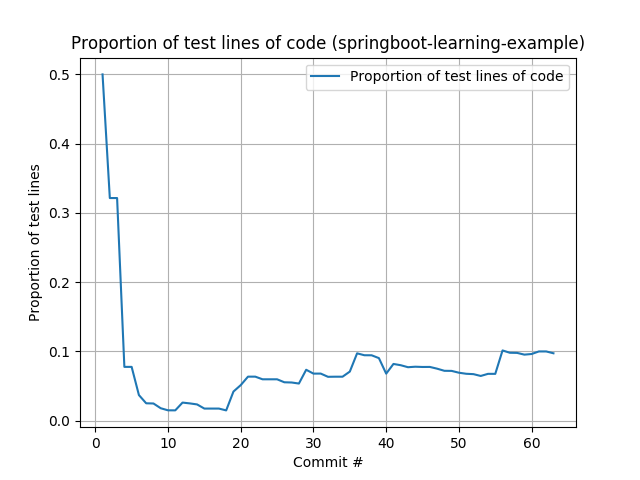 Proportion of test lines of code (springboot-learning-example)
Proportion of test lines of code
0.5
0.4
0.3
0.2
0.1
0.0
Proportion of test lines
0 10 20 30 40 50 60
Commit #